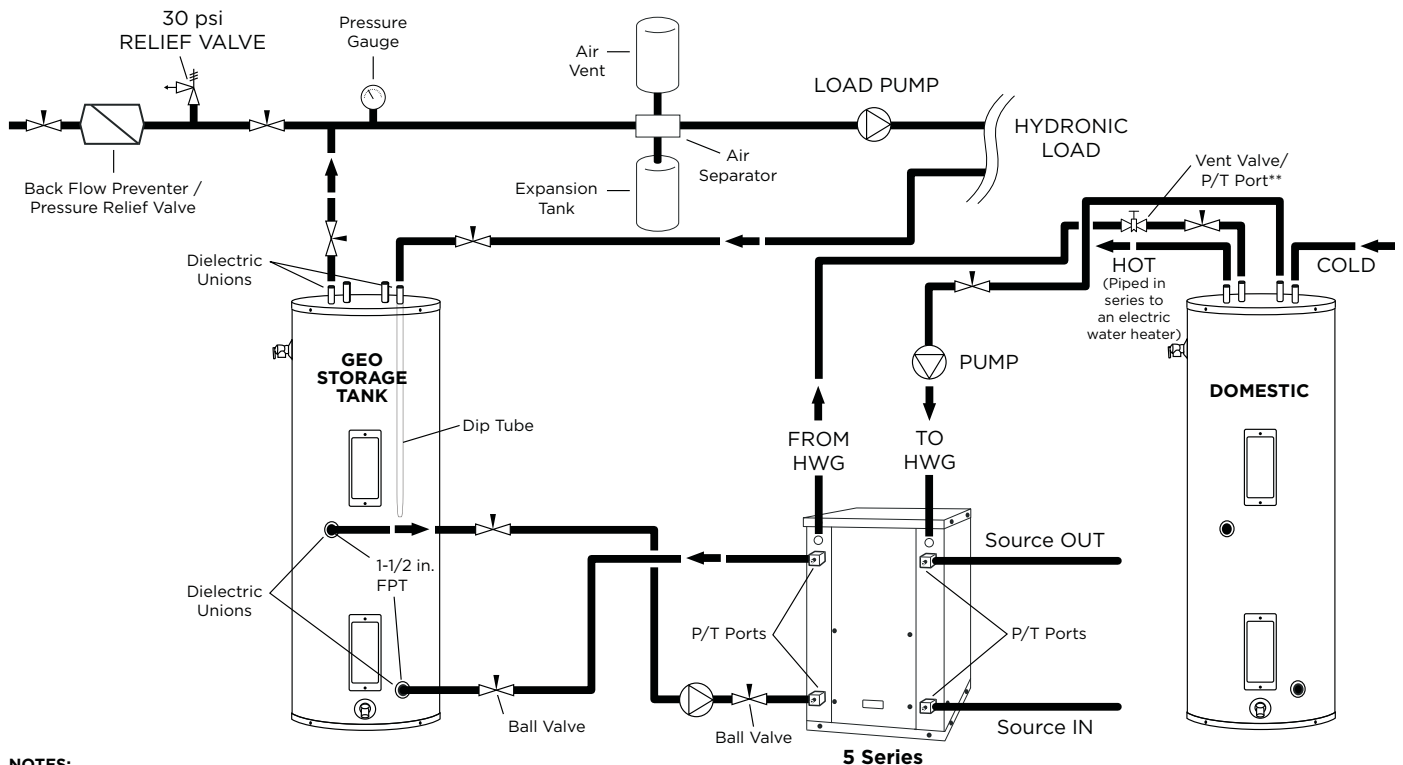 30 psi
RELIEF VALVE
Pressure
Gauge
Air
Vent
LOAD PUMP
HYDRONIC
LOAD
Back Flow Preventer /
Pressure Relief Valve
Expansion
Tank
Air
Separator
Vent Valve/
P/T Port**
Dielectric
Unions
HOT
(Piped in
series to
an electric
water heater)
COLD
GEO
STORAGE
TANK
PUMP
DOMESTIC
Dip Tube
FROM
HWG
TO
HWG
Source OUT
1-1/2 in.
FPT
Dielectric
Unions
P/T Ports
P/T Ports
Ball Valve
Ball Valve
Source IN
5 Series
NOTES: